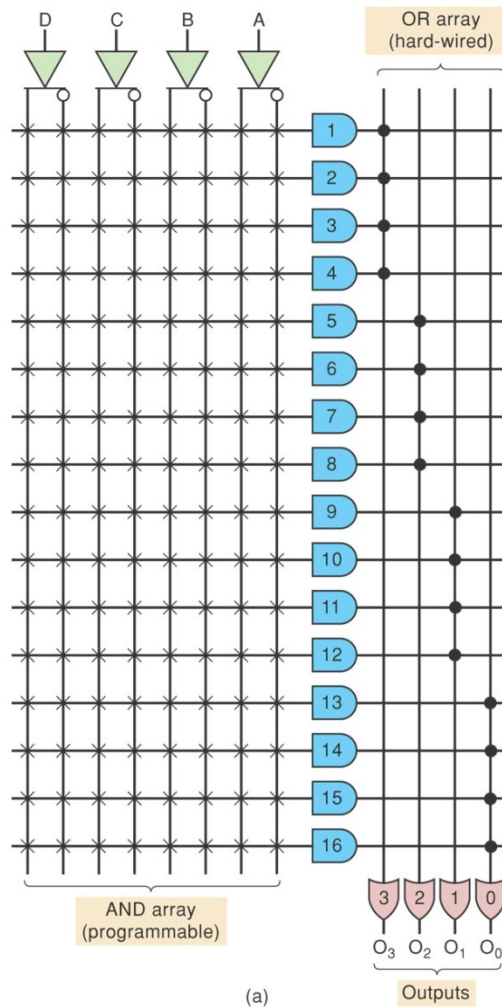 D C B A
OR array
(hard-wired)
1
2
3
4
5
6
7
8
9
10
11
12
13
14
15
16
AND array
(programmable)
3 2 1 0
O₃ O₂ O₁ O₀
Outputs
(a)